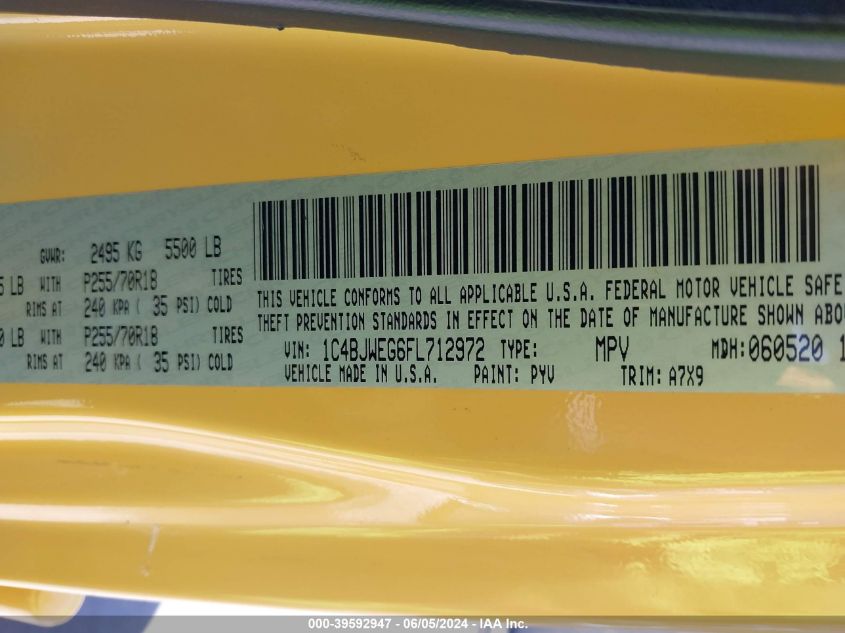 GVWR: 2495 KG 5500 LB
5 LB WITH P255/70R18 TIRES
RIMS AT 240 KPA ( 35 PSI) COLD
0 LB WITH P255/70R18 TIRES
RIMS AT 240 KPA ( 35 PSI) COLD
THIS VEHICLE CONFORMS TO ALL APPLICABLE U.S.A. FEDERAL MOTOR VEHICLE SAFE
THEFT PREVENTION STANDARDS IN EFFECT ON THE DATE OF MANUFACTURE SHOWN ABO
VIN: 1C4BJWEG6FL712972 TYPE: MPV MDH: 060520 1
VEHICLE MADE IN U.S.A. PAINT: PYV TRIM: A7X9
000-39592947 - 06/05/2024 - IAA Inc.